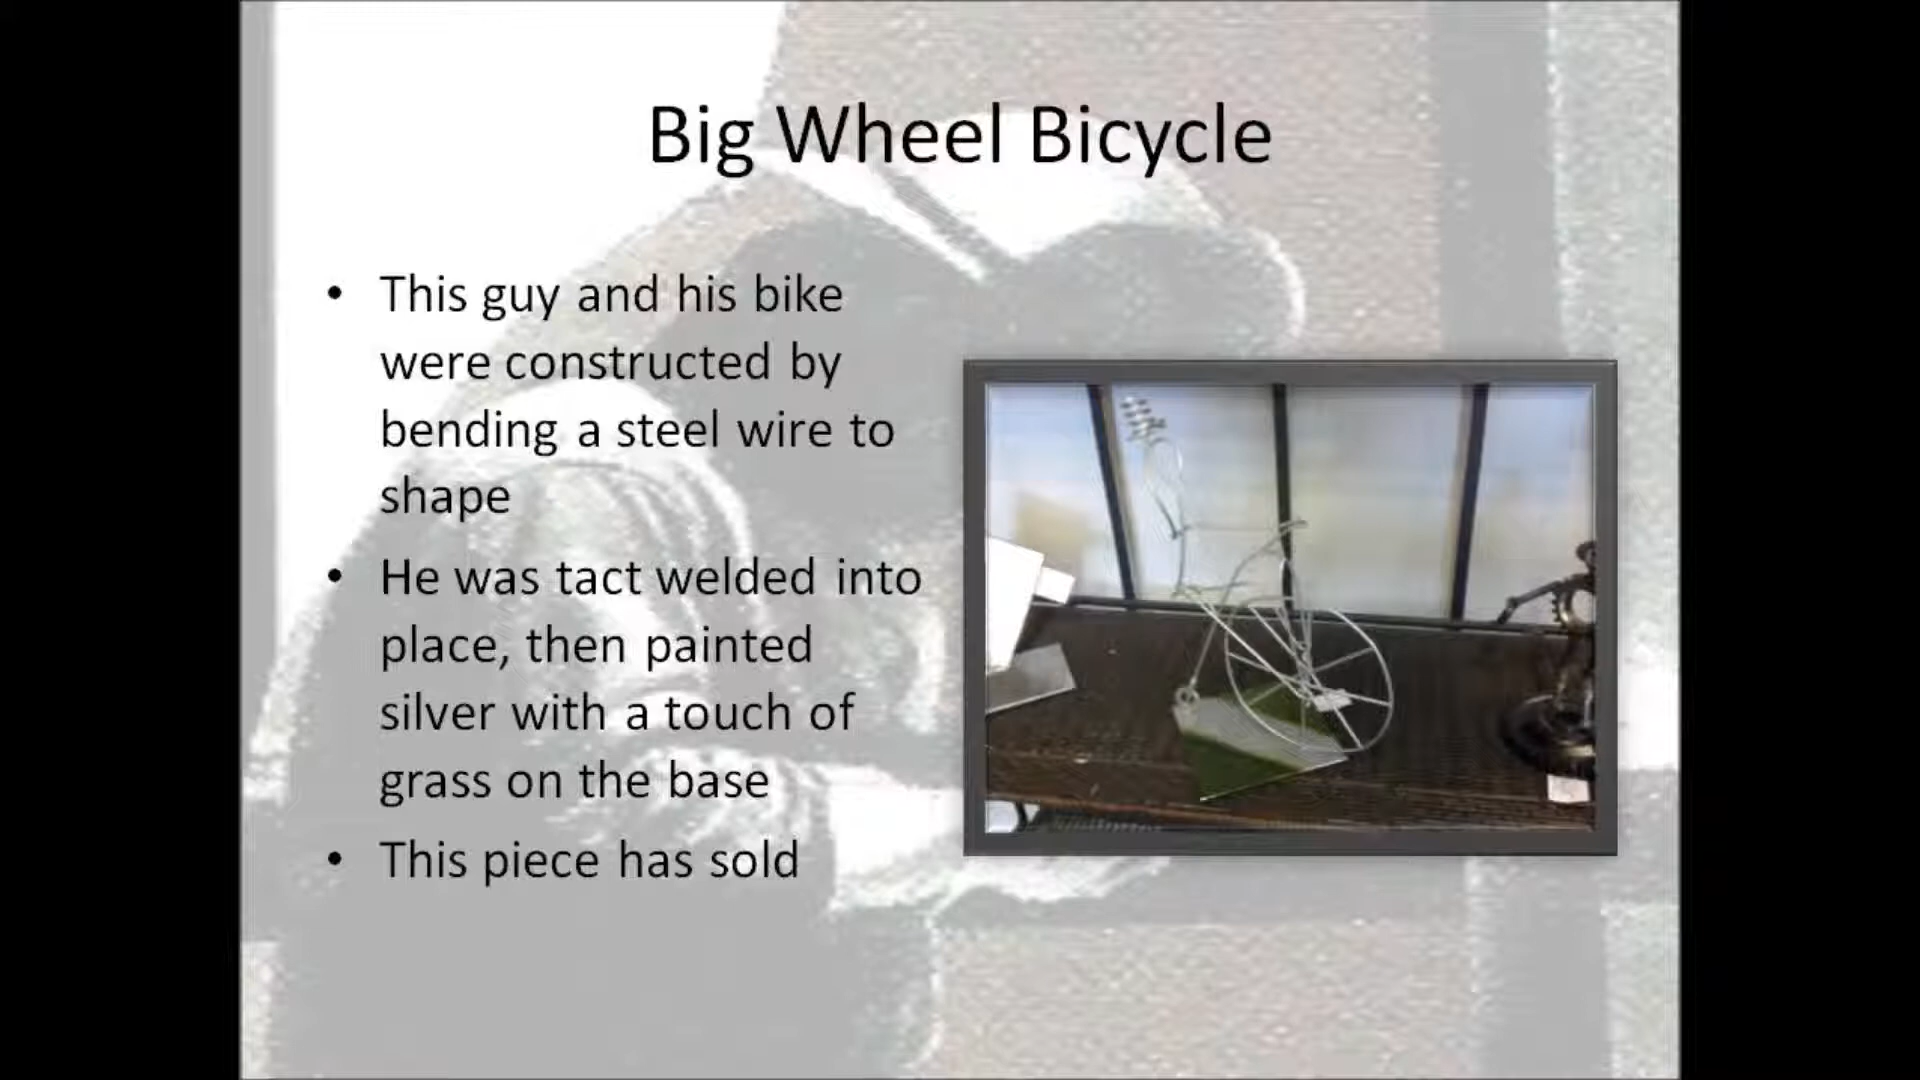 Big Wheel Bicycle
• This guy and his bike
were constructed by
bending a steel wire to
shape
• He was tact welded into
place, then painted
silver with a touch of
grass on the base
• This piece has sold